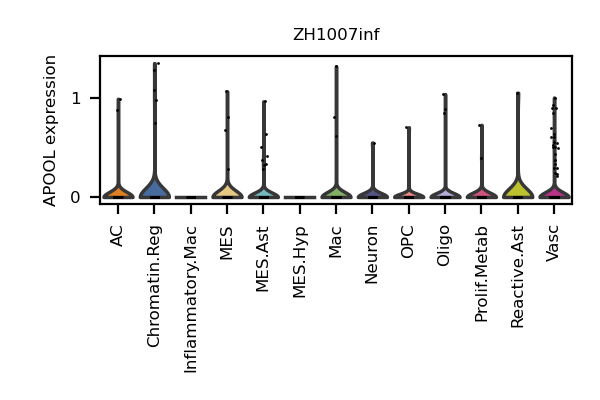 ZH1007inf
APOOL expression
1
0
AC
Chromatin.Reg
Inflammatory.Mac
MES
MES.Ast
MES.Hyp
Mac
Neuron
OPC
Oligo
Prolif.Metab
Reactive.Ast
Vasc